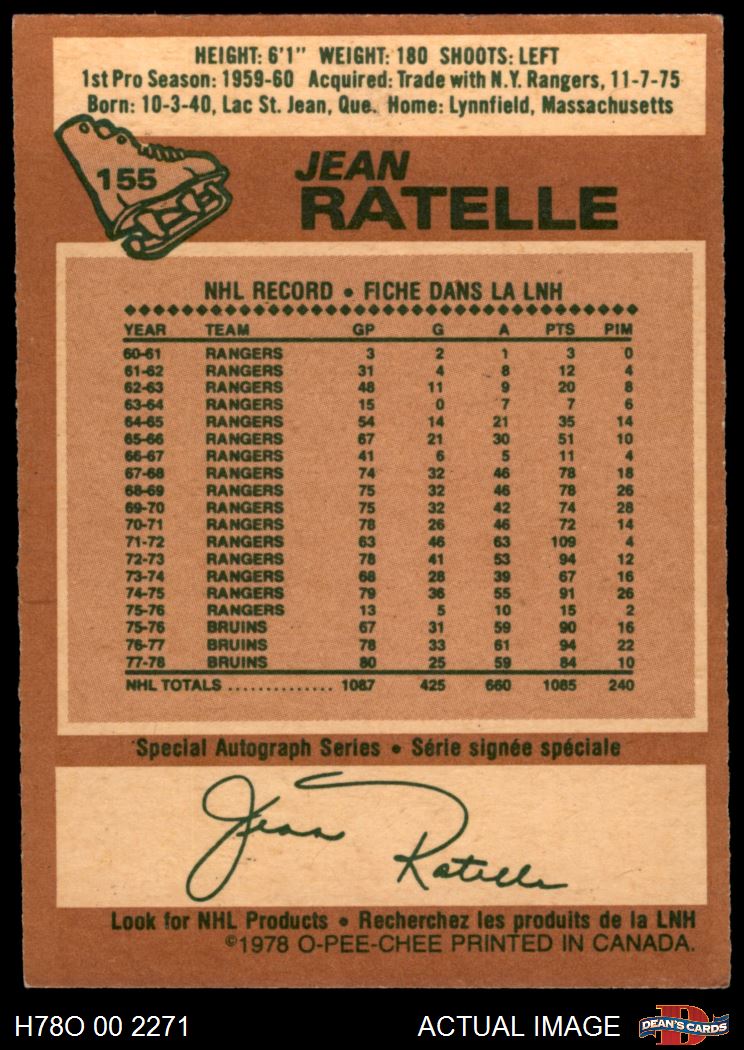 HEIGHT: 6'1" WEIGHT: 180 SHOOTS: LEFT
1st Pro Season: 1959-60 Acquired: Trade with N.Y. Rangers, 11-7-75
Born: 10-3-40, Lac St. Jean, Que. Home: Lynnfield, Massachusetts
155
JEAN
RATELLE
NHL RECORD • FICHE DANS LA LNH
YEAR TEAM GP G A PTS PIM
60-61 RANGERS 3 2 1 3 0
61-62 RANGERS 31 4 8 12 4
62-63 RANGERS 48 11 9 20 8
63-64 RANGERS 15 0 7 7 6
64-65 RANGERS 54 14 21 35 14
65-66 RANGERS 67 21 30 51 10
66-67 RANGERS 41 6 5 11 4
67-68 RANGERS 74 32 46 78 18
68-69 RANGERS 75 32 46 78 26
69-70 RANGERS 75 32 42 74 28
70-71 RANGERS 78 26 46 72 14
71-72 RANGERS 63 46 63 109 4
72-73 RANGERS 78 41 53 94 12
73-74 RANGERS 68 28 39 67 16
74-75 RANGERS 79 36 55 91 26
75-76 RANGERS 13 5 10 15 2
75-76 BRUINS 67 31 59 90 16
76-77 BRUINS 78 33 61 94 22
77-78 BRUINS 80 25 59 84 10
NHL TOTALS .............. 1087 425 660 1085 240
Special Autograph Series • Série signée spéciale
Jean Ratelle
Look for NHL Products • Recherchez les produits de la LNH
©1978 O-PEE-CHEE PRINTED IN CANADA.
H78O 00 2271 ACTUAL IMAGE D DEAN'S CARDS